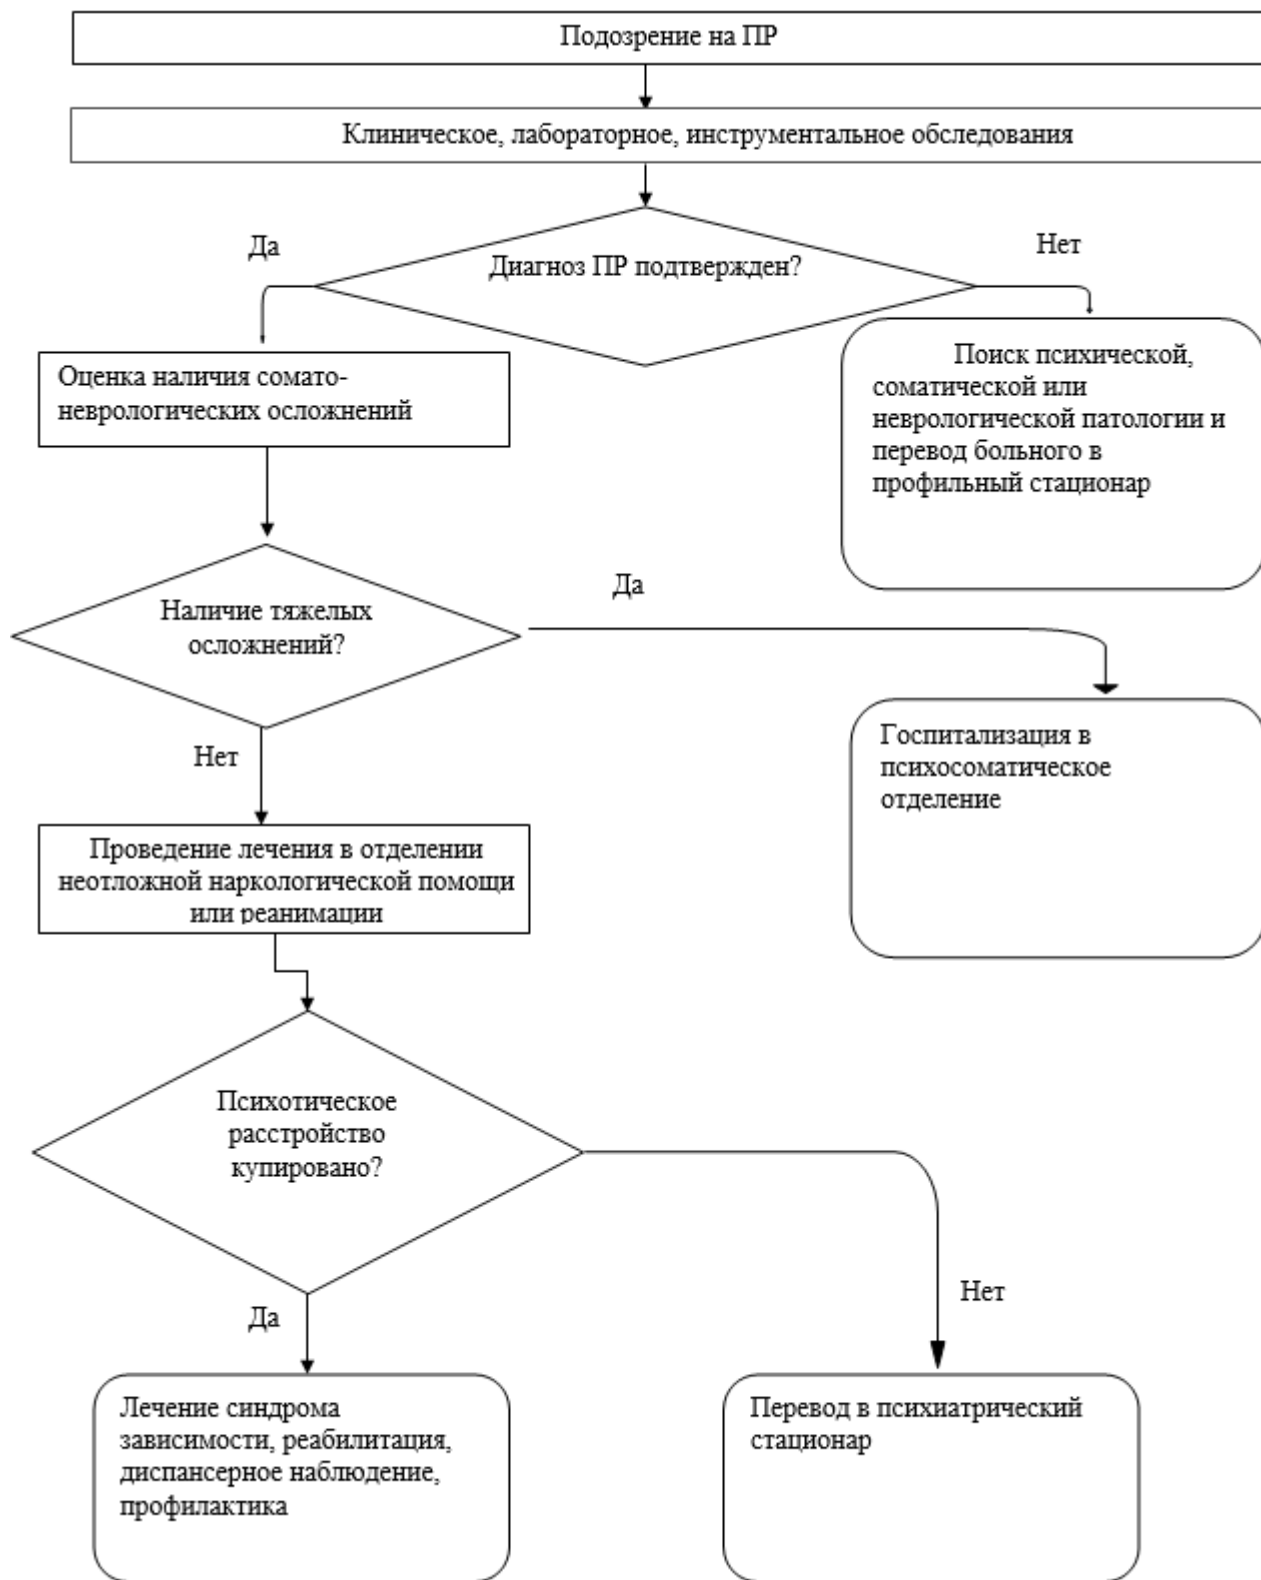 Подозрение на ПР
Клиническое, лабораторное, инструментальное обследования
Да
Нет
Диагноз ПР подтвержден?
Оценка наличия сомато-
неврологических осложнений
Поиск психической,
соматической или
неврологической патологии и
перевод больного в
профильный стационар
Да
Наличие тяжелых
осложнений?
Госпитализация в
психосоматическое
отделение
Нет
Проведение лечения в отделении
неотложной наркологической помощи
или реанимации
Психотическое
расстройство
купировано?
Нет
Да
Лечение синдрома
зависимости, реабилитация,
диспансерное наблюдение,
профилактика
Перевод в психиатрический
стационар